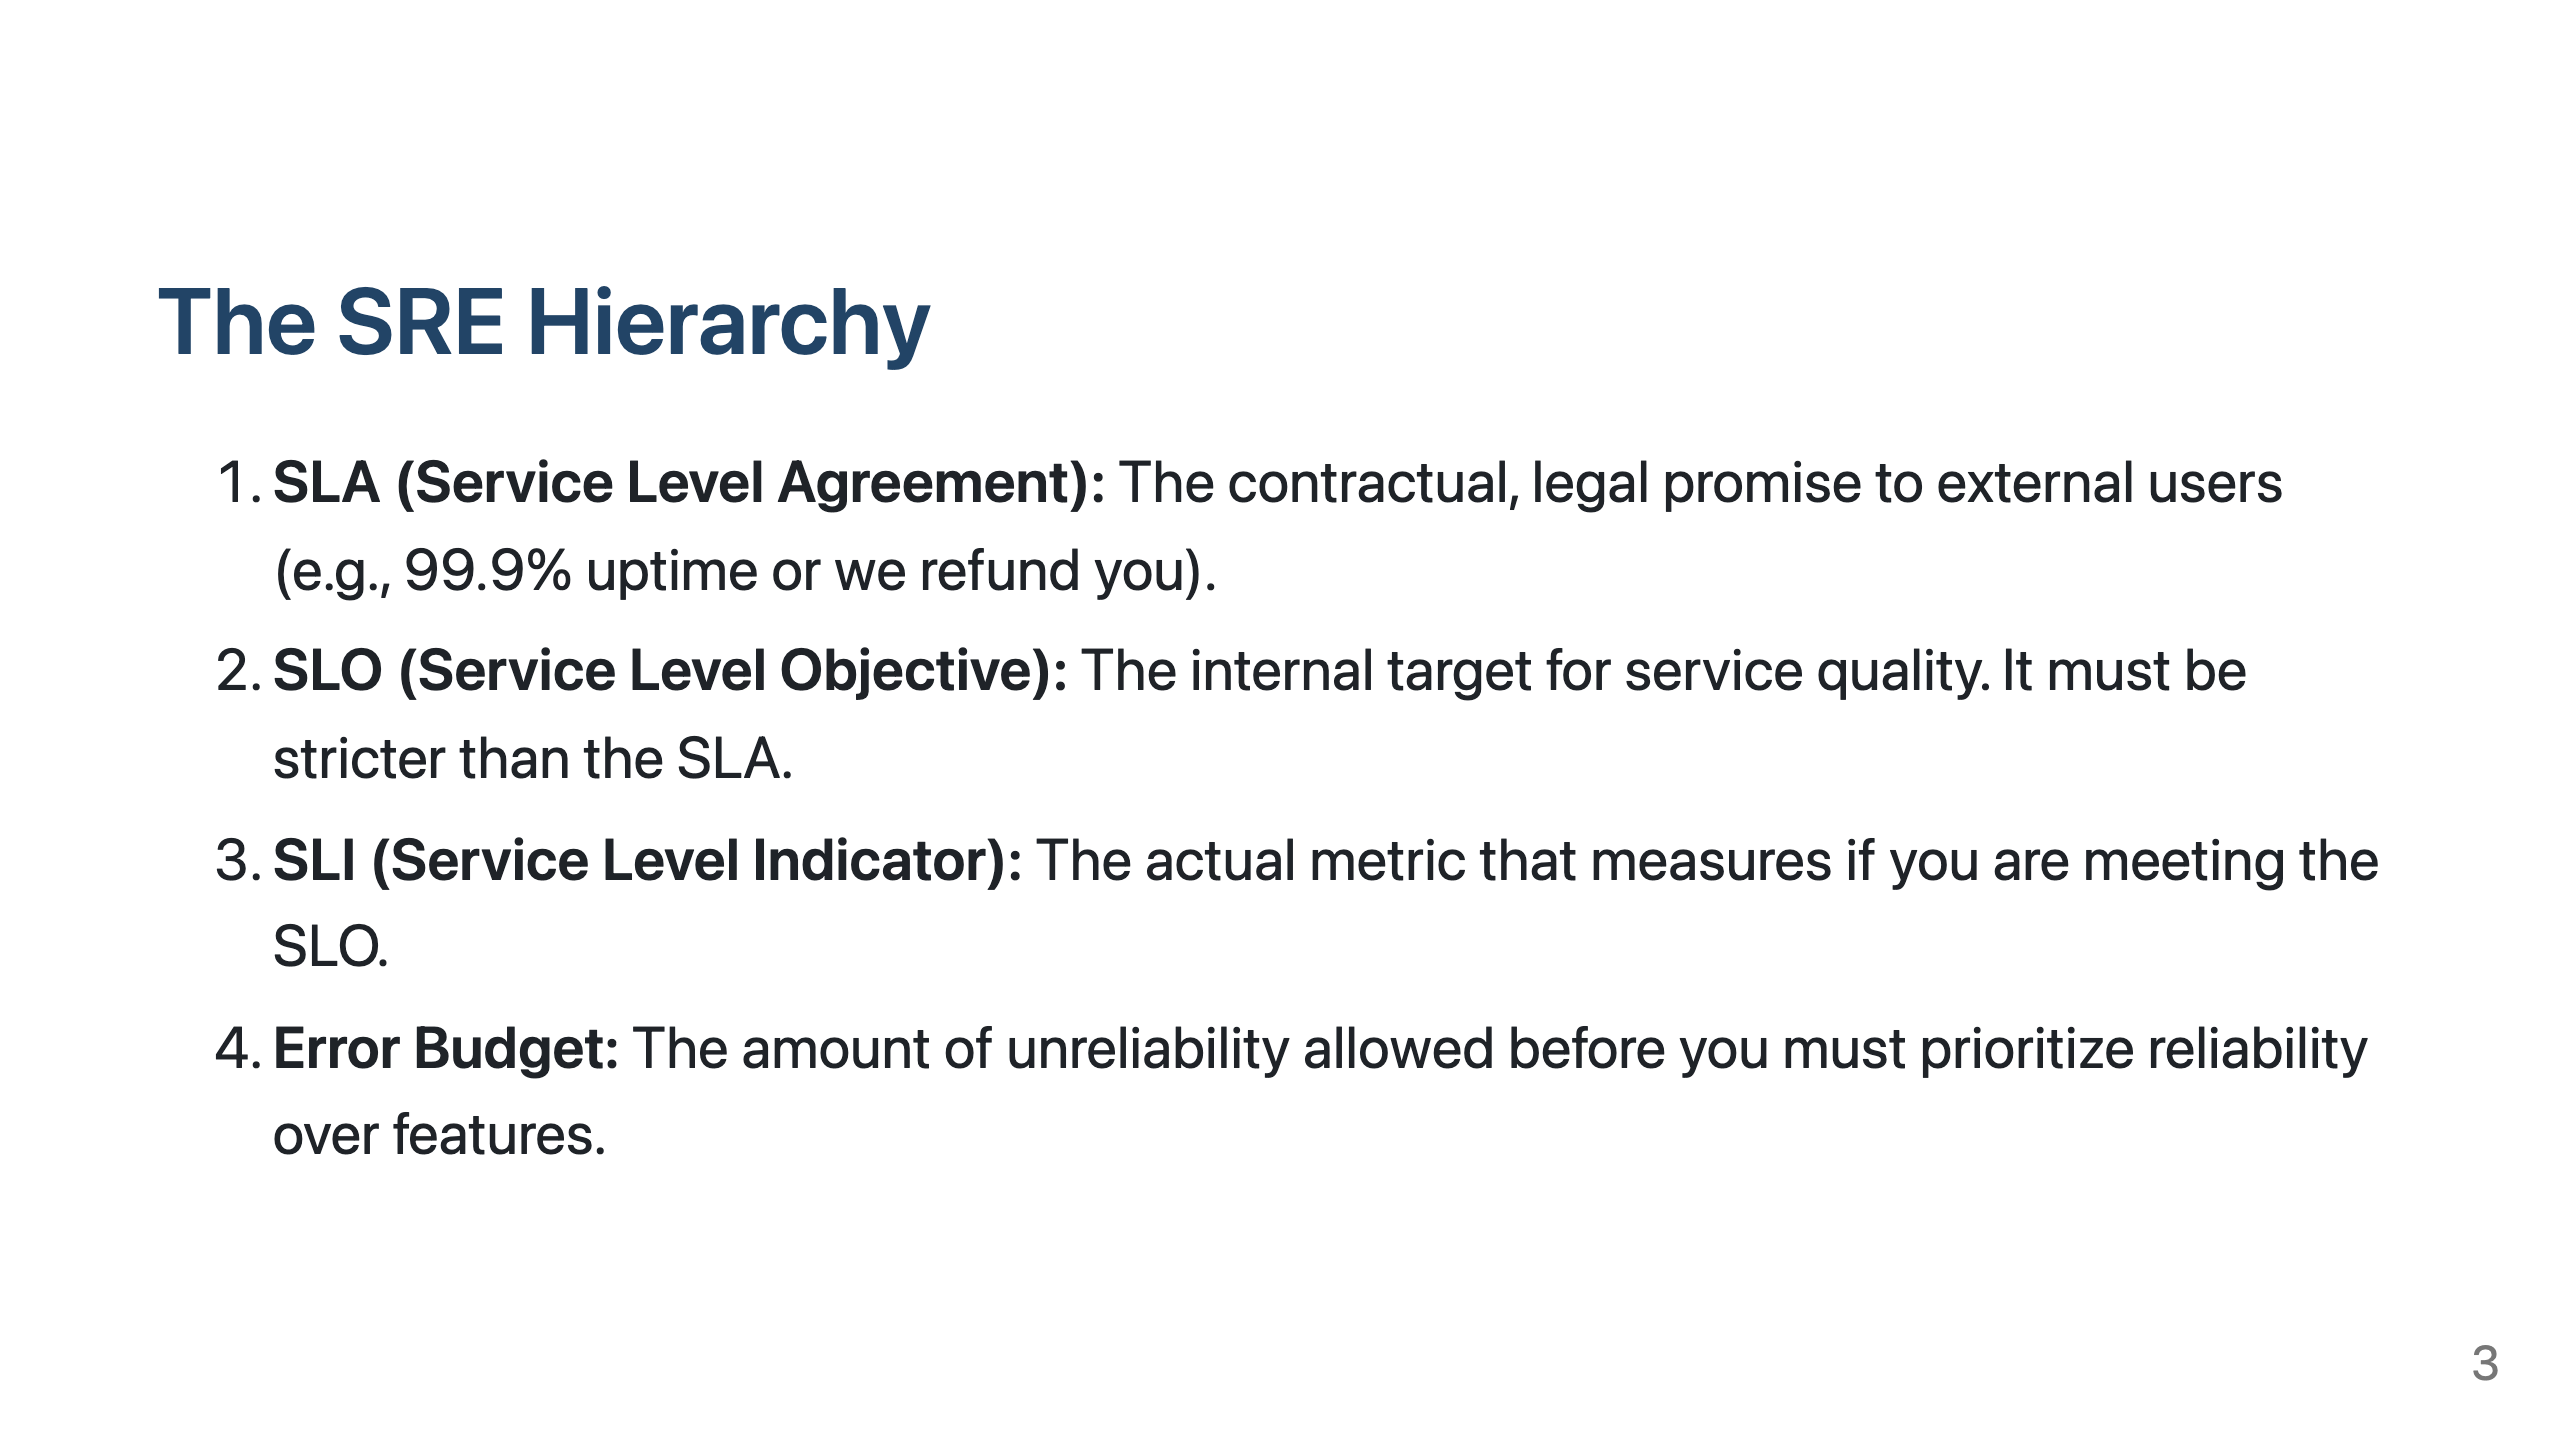 The SRE Hierarchy
1. SLA (Service Level Agreement): The contractual, legal promise to external users
(e.g., 99.9% uptime or we refund you).
2. SLO (Service Level Objective): The internal target for service quality. It must be
stricter than the SLA.
3. SLI (Service Level Indicator): The actual metric that measures if you are meeting the
SLO.
4. Error Budget: The amount of unreliability allowed before you must prioritize reliability
over features.
3